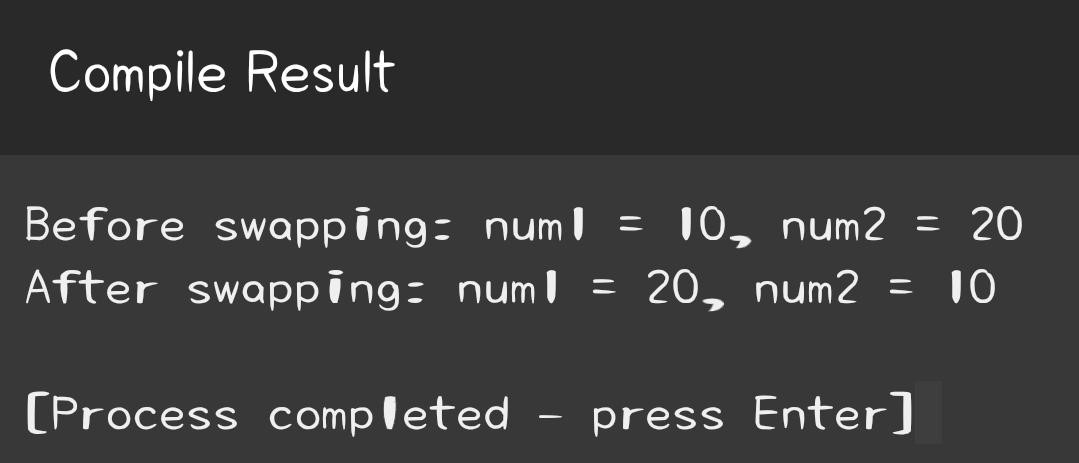 Compile Result
Before swapping: num1 = 10, num2 = 20
After swapping: num1 = 20, num2 = 10
[Process completed - press Enter]